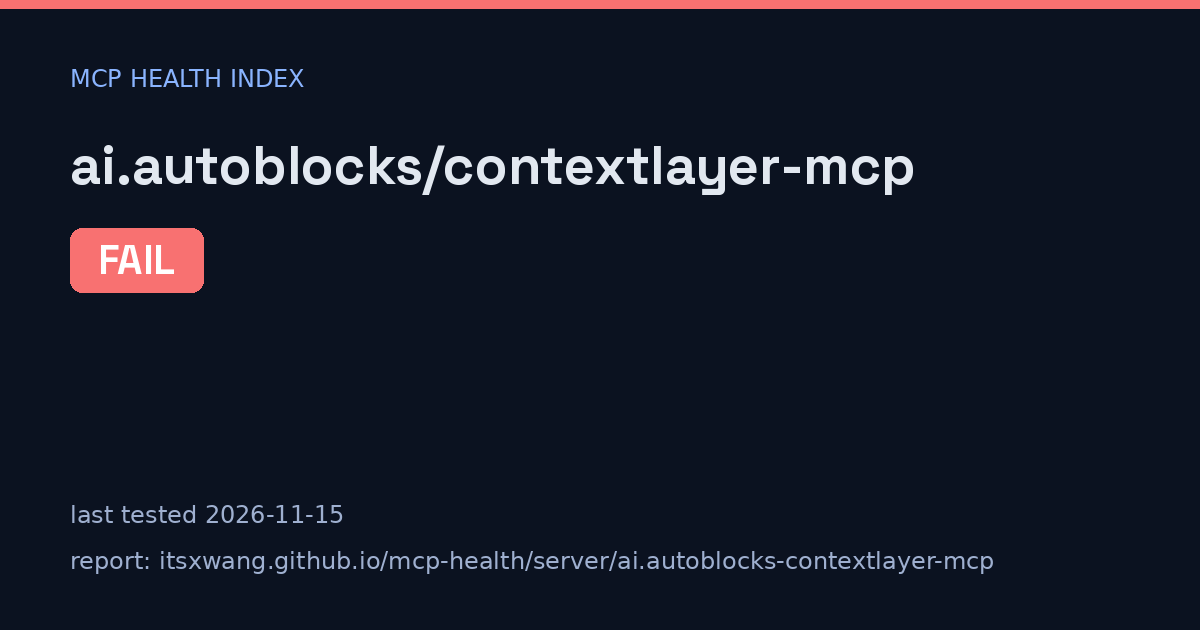 MCP HEALTH INDEX
ai.autoblocks/contextlayer-mcp
FAIL
last tested 2026-11-15
report: itsxwang.github.io/mcp-health/server/ai.autoblocks-contextlayer-mcp